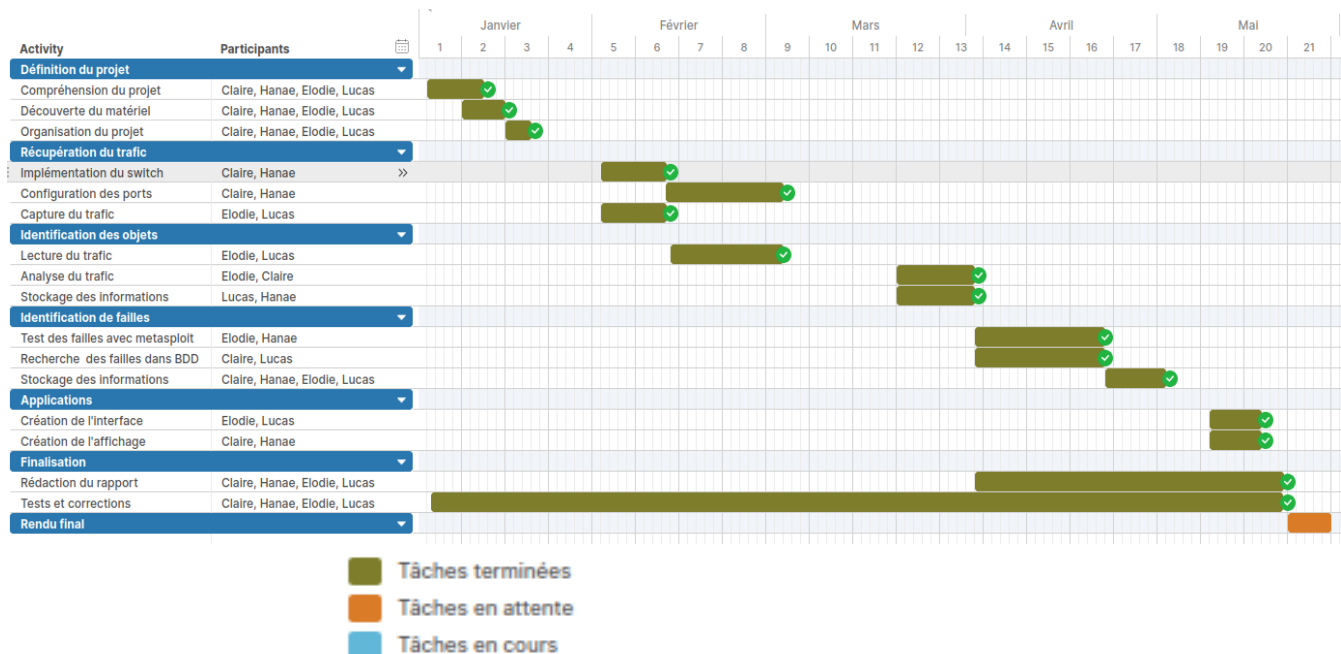 Janvier Février Mars Avril Mai
Activity Participants 1 2 3 4 5 6 7 8 9 10 11 12 13 14 15 16 17 18 19 20 21
Définition du projet
Compréhension du projet Claire, Hanae, Elodie, Lucas
Découverte du matériel Claire, Hanae, Elodie, Lucas
Organisation du projet Claire, Hanae, Elodie, Lucas
Récupération du trafic
Implémentation du switch Claire, Hanae
Configuration des ports Claire, Hanae
Capture du trafic Elodie, Lucas
Identification des objets
Lecture du trafic Elodie, Lucas
Analyse du trafic Elodie, Claire
Stockage des informations Lucas, Hanae
Identification de failles
Test des failles avec metasploit Elodie, Hanae
Recherche des failles dans BDD Claire, Lucas
Stockage des informations Claire, Hanae, Elodie, Lucas
Applications
Création de l'interface Elodie, Lucas
Création de l'affichage Claire, Hanae
Finalisation
Rédaction du rapport Claire, Hanae, Elodie, Lucas
Tests et corrections Claire, Hanae, Elodie, Lucas
Rendu final
Tâches terminées
Tâches en attente
Tâches en cours